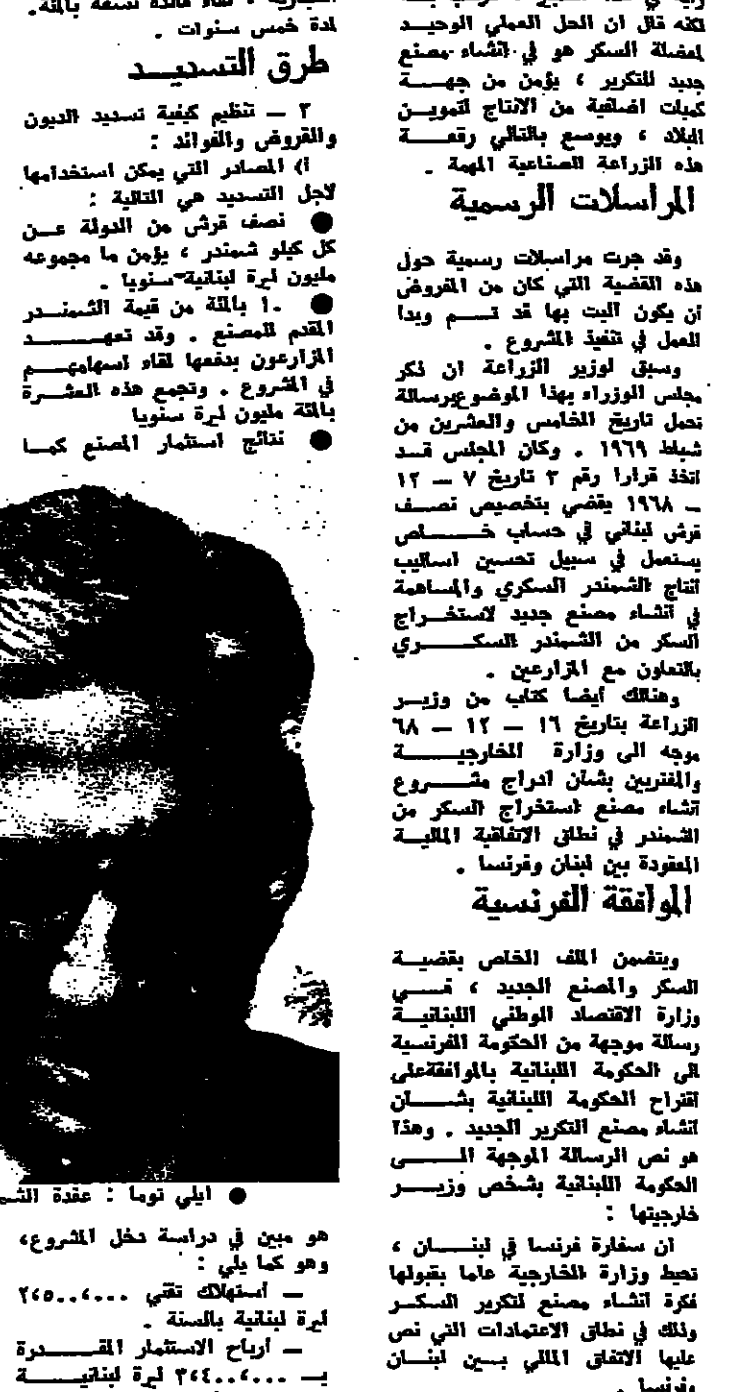 لكنه قال ان الحل العملي الوحيد
لمعضلة السكر هو في انشاء مصنع
جديد للتكرير ، يؤمن من جهة
كميات اضافية من الانتاج لتموين
البلاد ، ويوسع بالتالي رقعة
هذه الزراعة الصناعية المهمة .
المراسلات الرسمية
وقد جرت مراسلات رسمية حول
هذه القضية التي كان من المفروض
ان يكون البت بها قد تم وبدا
العمل في تنفيذ المشروع .
وسبق لوزير الزراعة ان ذكر
مجلس الوزراء بهذا الموضوع برسالة
تحمل تاريخ الخامس والعشرين من
شباط ١٩٦٩ . وكان المجلس قد
اتخذ قرارا رقم ٣ تاريخ ٧ — ١٢
— ١٩٦٨ يقضي بتخصيص نصف
قرش لبناني في حساب خاص
يستعمل في سبيل تحسين اساليب
انتاج الشمندر السكري والمساهمة
في انشاء مصنع جديد لاستخراج
السكر من الشمندر السكري
بالتعاون مع المزارعين .
وهنالك ايضا كتاب من وزير
الزراعة بتاريخ ١٦ — ١٢ — ٦٨
موجه الى وزارة الخارجية
والمغتربين بشان ادراج مشروع
انشاء مصنع استخراج السكر من
الشمندر في نطاق الاتفاقية المالية
المعقودة بين لبنان وفرنسا .
الموافقة الفرنسية
ويتضمن الملف الخاص بقضية
السكر والمصنع الجديد ، في
وزارة الاقتصاد الوطني اللبنانية
رسالة موجهة من الحكومة الفرنسية
الى الحكومة اللبنانية بالموافقة على
اقتراح الحكومة اللبنانية بشان
انشاء مصنع التكرير الجديد . وهذا
هو نص الرسالة الموجهة الى
الحكومة اللبنانية بشخص وزير
خارجيتها :
ان سفارة فرنسا في لبنان ،
تحيط وزارة الخارجية علما بقبولها
فكرة انشاء مصنع لتكرير السكر
وذلك في نطاق الاعتمادات التي نص
عليها الاتفاق المالي بين لبنان
وفرنسا .
فائدة تسعة بالمئة.
لمدة خمس سنوات .
طرق التسديد
٣ — تنظيم كيفية تسديد الديون
والقروض والفوائد :
ا) المصادر التي يمكن استخدامها
لاجل التسديد هي التالية :
● نصف قرش من الدولة عن
كل كيلو شمندر ، يؤمن ما مجموعه
مليون ليرة لبنانية سنويا .
● ١٠ بالمئة من قيمة الشمندر
المقدم للمصنع . وقد تعهد
المزارعون بدفعها لقاء اسهامهم
في المشروع . وتجمع هذه العشرة
بالمئة مليون ليرة سنويا
● نتائج استثمار المصنع كما
● ايلي توما : عقدة
هو مبين في دراسة دخل المشروع،
وهو كما يلي :
— استهلاك تقني ٢،٥٠٠،٠٠٠
ليرة لبنانية بالسنة .
— ارباح الاستثمار المقدرة
بـ ٣،٤٠٠،٠٠٠ ليرة لبنانية